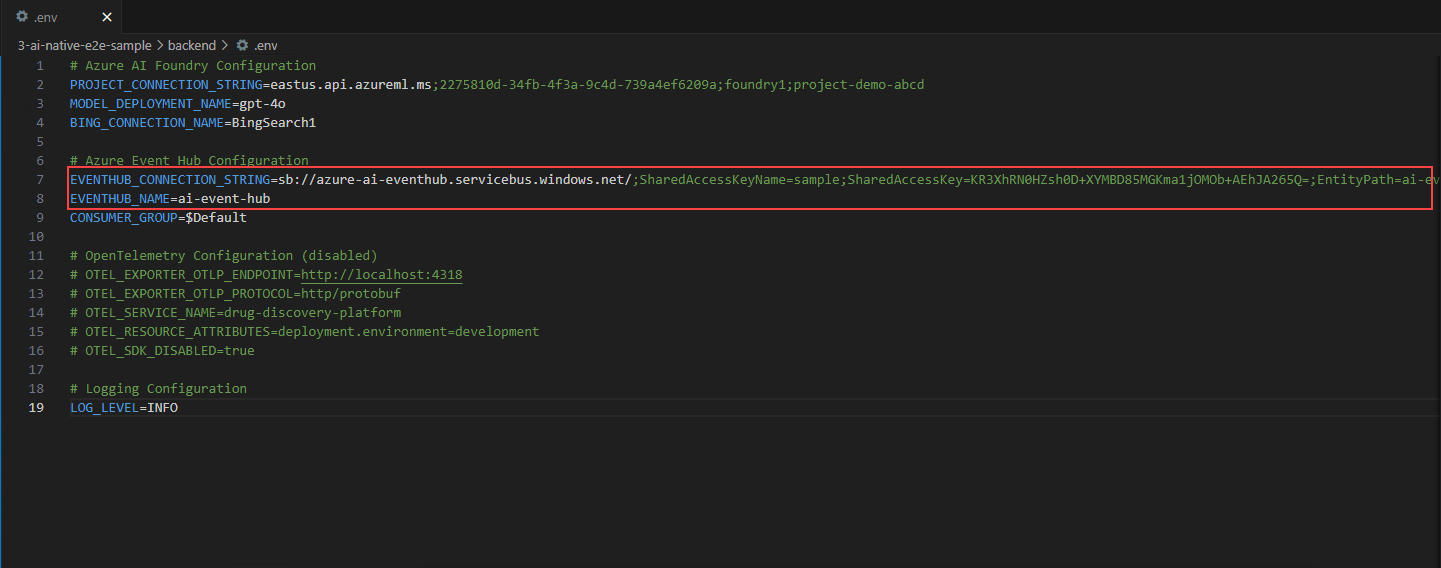 .env
3-ai-native-e2e-sample > backend > .env
1 # Azure AI Foundry Configuration
2 PROJECT_CONNECTION_STRING=eastus.api.azureml.ms;2275810d-34fb-4f3a-9c4d-739a4ef6209a;foundry1;project-demo-abcd
3 MODEL_DEPLOYMENT_NAME=gpt-4o
4 BING_CONNECTION_NAME=BingSearch1
5
6 # Azure Event Hub Configuration
7 EVENTHUB_CONNECTION_STRING=sb://azure-ai-eventhub.servicebus.windows.net/;SharedAccessKeyName=sample;SharedAccessKey=KR3XhRN0HZsh0D+XYMBD85MGKma1jOMOb+AEhJA265Q=;EntityPath=ai-ev
8 EVENTHUB_NAME=ai-event-hub
9 CONSUMER_GROUP=$Default
10
11 # OpenTelemetry Configuration (disabled)
12 # OTEL_EXPORTER_OTLP_ENDPOINT=http://localhost:4318
13 # OTEL_EXPORTER_OTLP_PROTOCOL=http/protobuf
14 # OTEL_SERVICE_NAME=drug-discovery-platform
15 # OTEL_RESOURCE_ATTRIBUTES=deployment.environment=development
16 # OTEL_SDK_DISABLED=true
17
18 # Logging Configuration
19 LOG_LEVEL=INFO